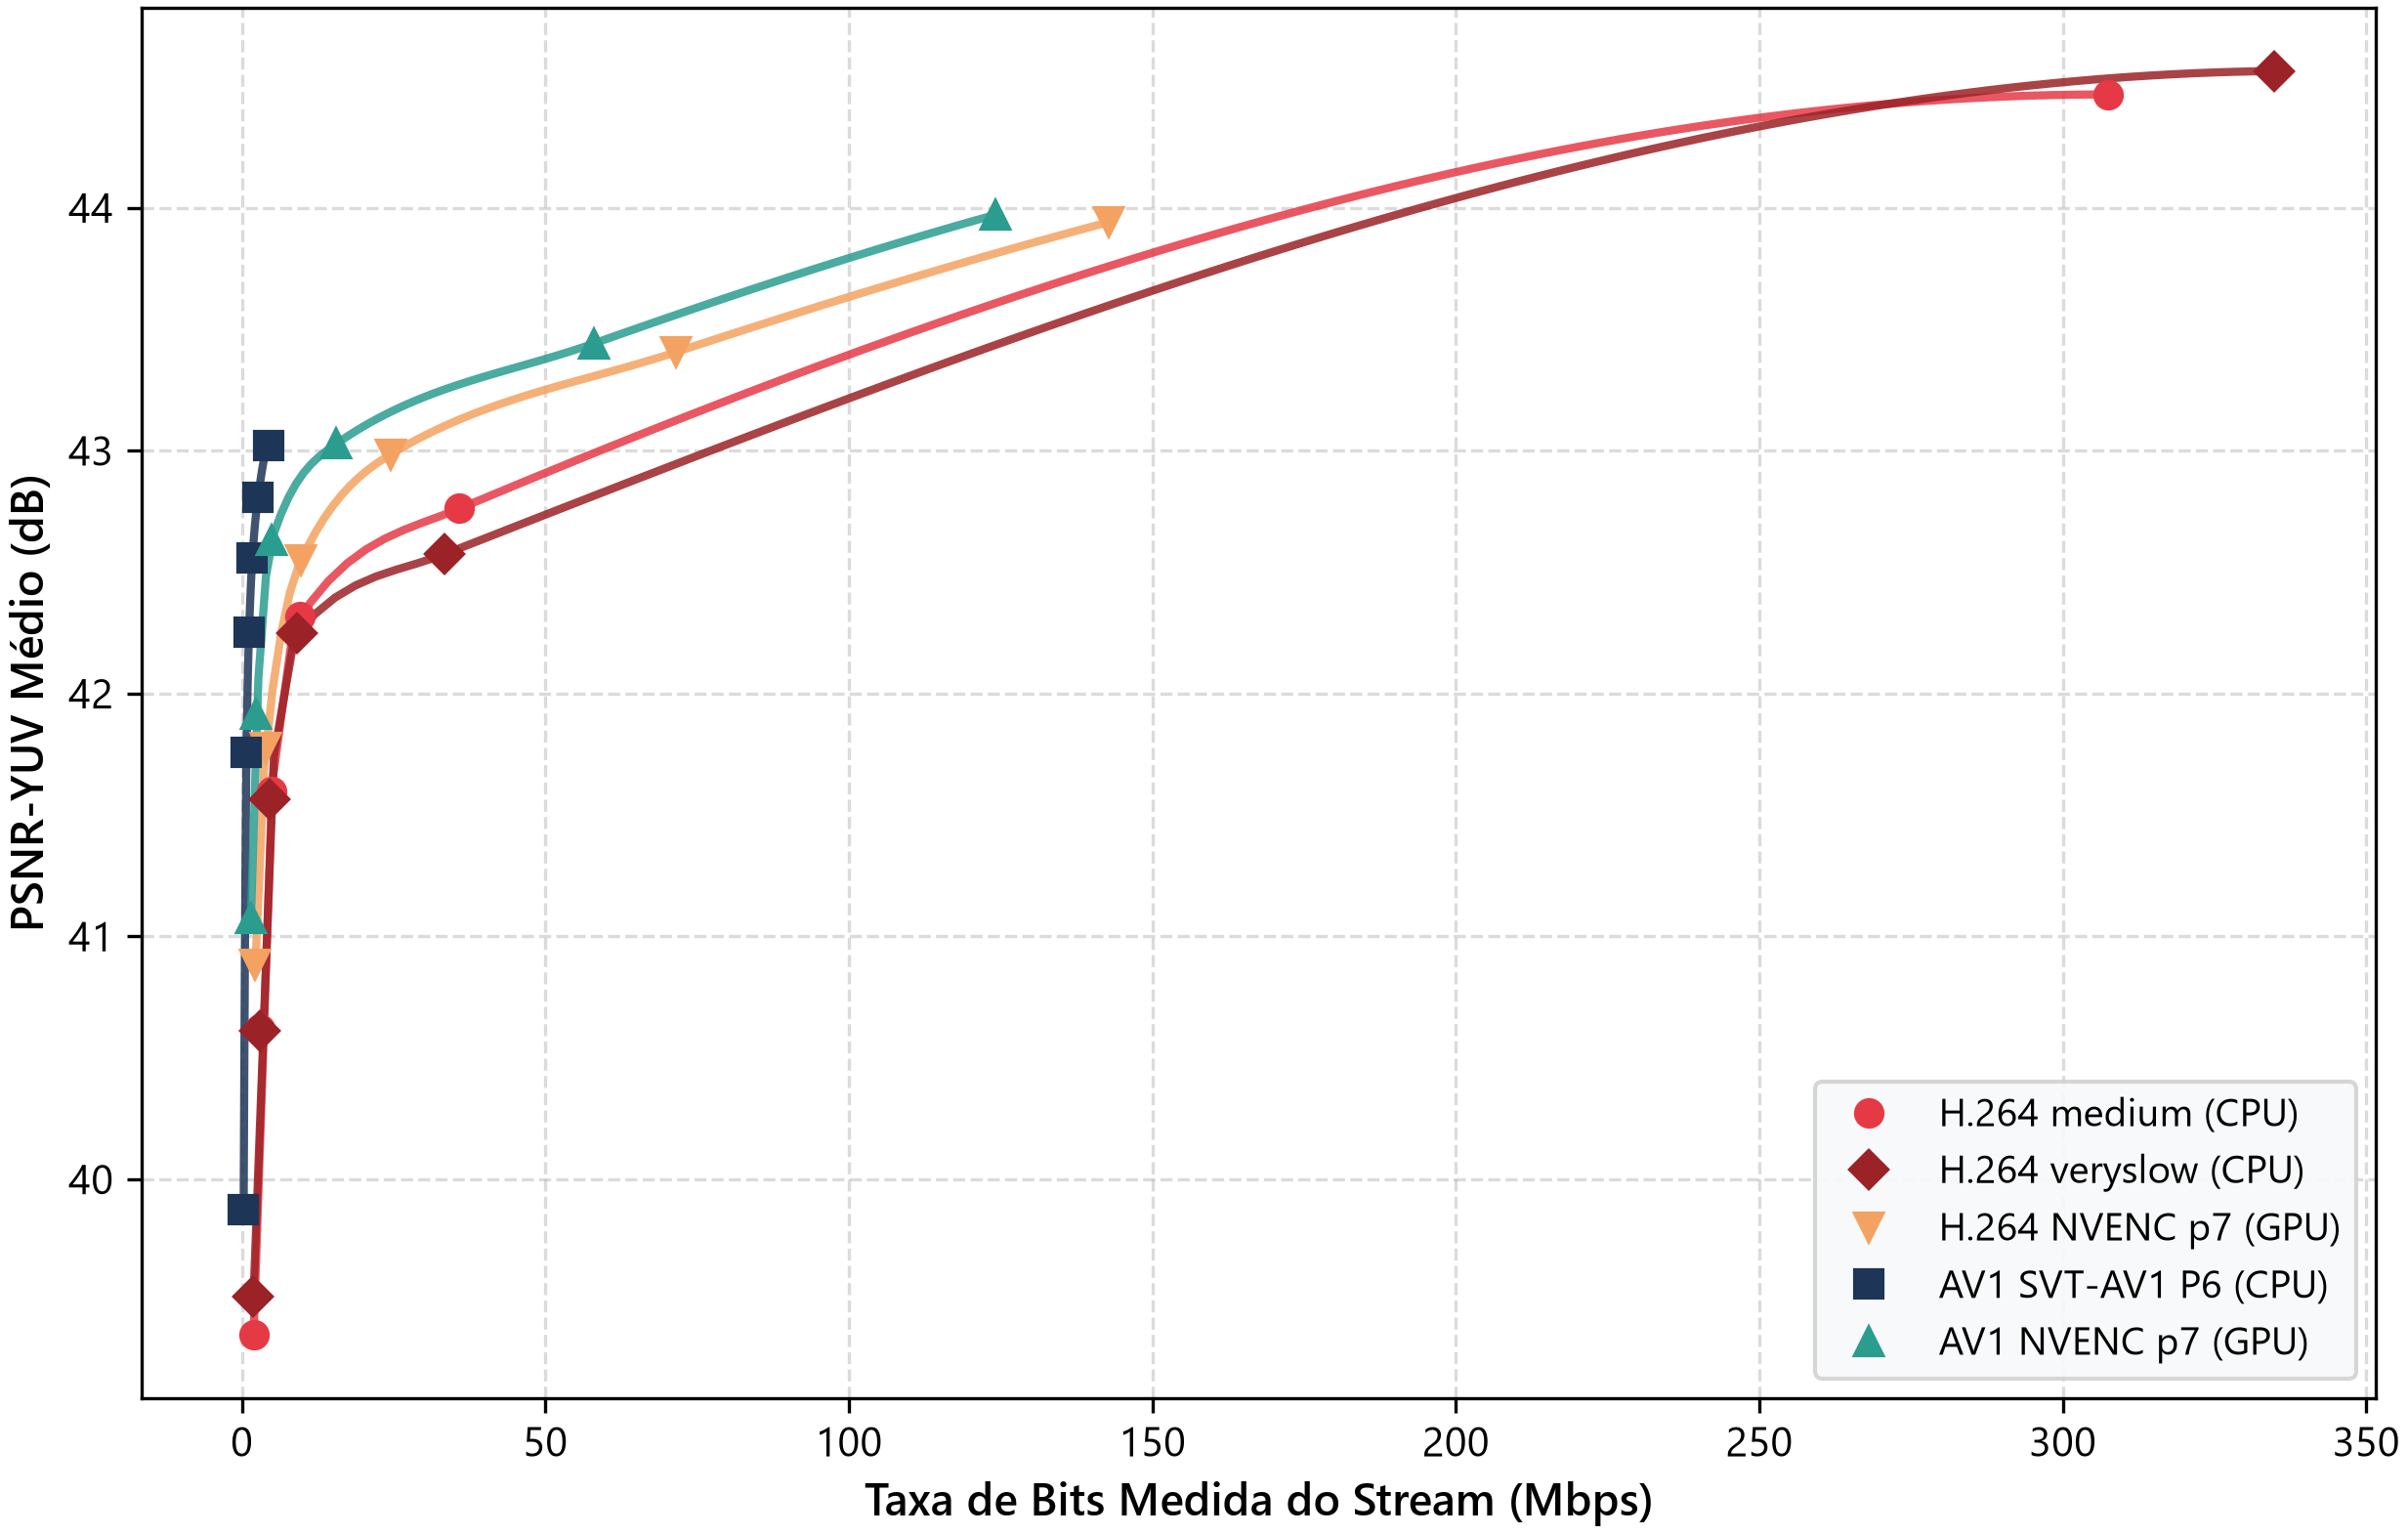 PSNR-YUV Médio (dB)
44
43
42
41
40
0 50 100 150 200 250 300 350
Taxa de Bits Medida do Stream (Mbps)
H.264 medium (CPU)
H.264 veryslow (CPU)
H.264 NVENC p7 (GPU)
AV1 SVT-AV1 P6 (CPU)
AV1 NVENC p7 (GPU)